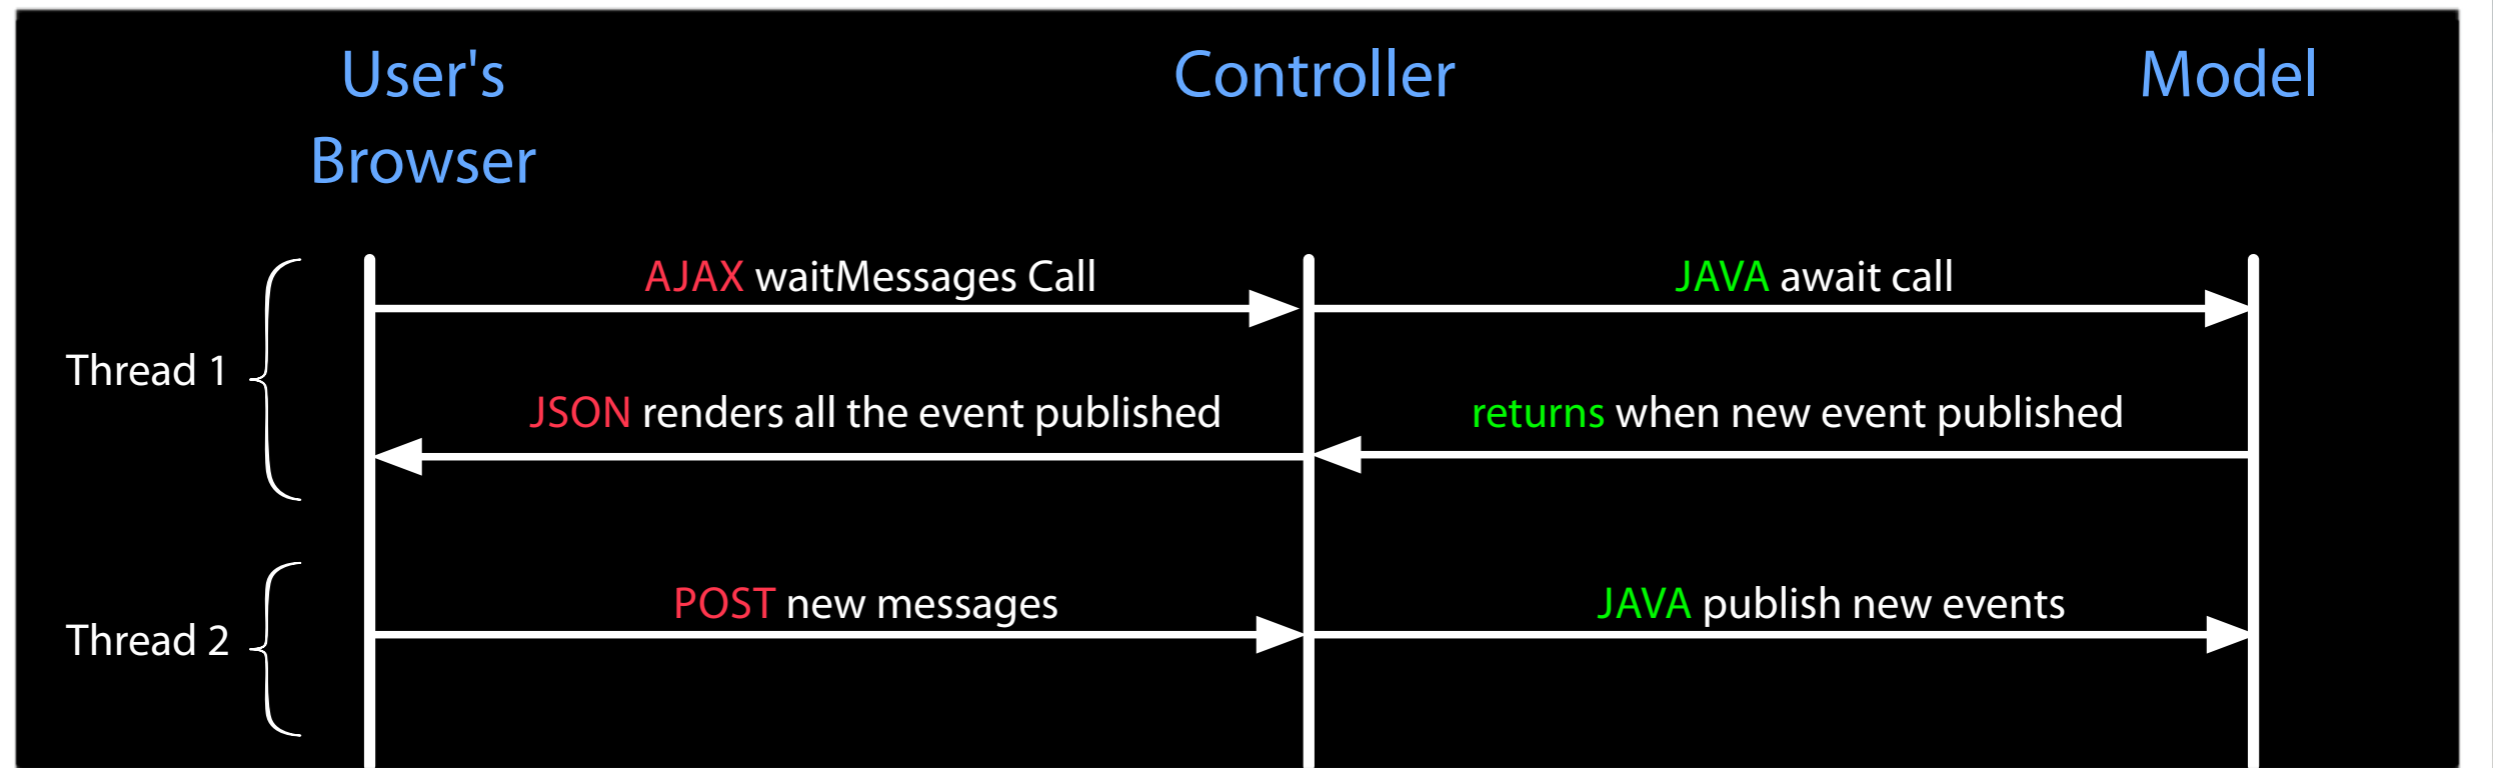 User's
Browser
Controller
Model
AJAX waitMessages Call
JAVA await call
Thread 1
JSON renders all the event published
returns when new event published
POST new messages
JAVA publish new events
Thread 2